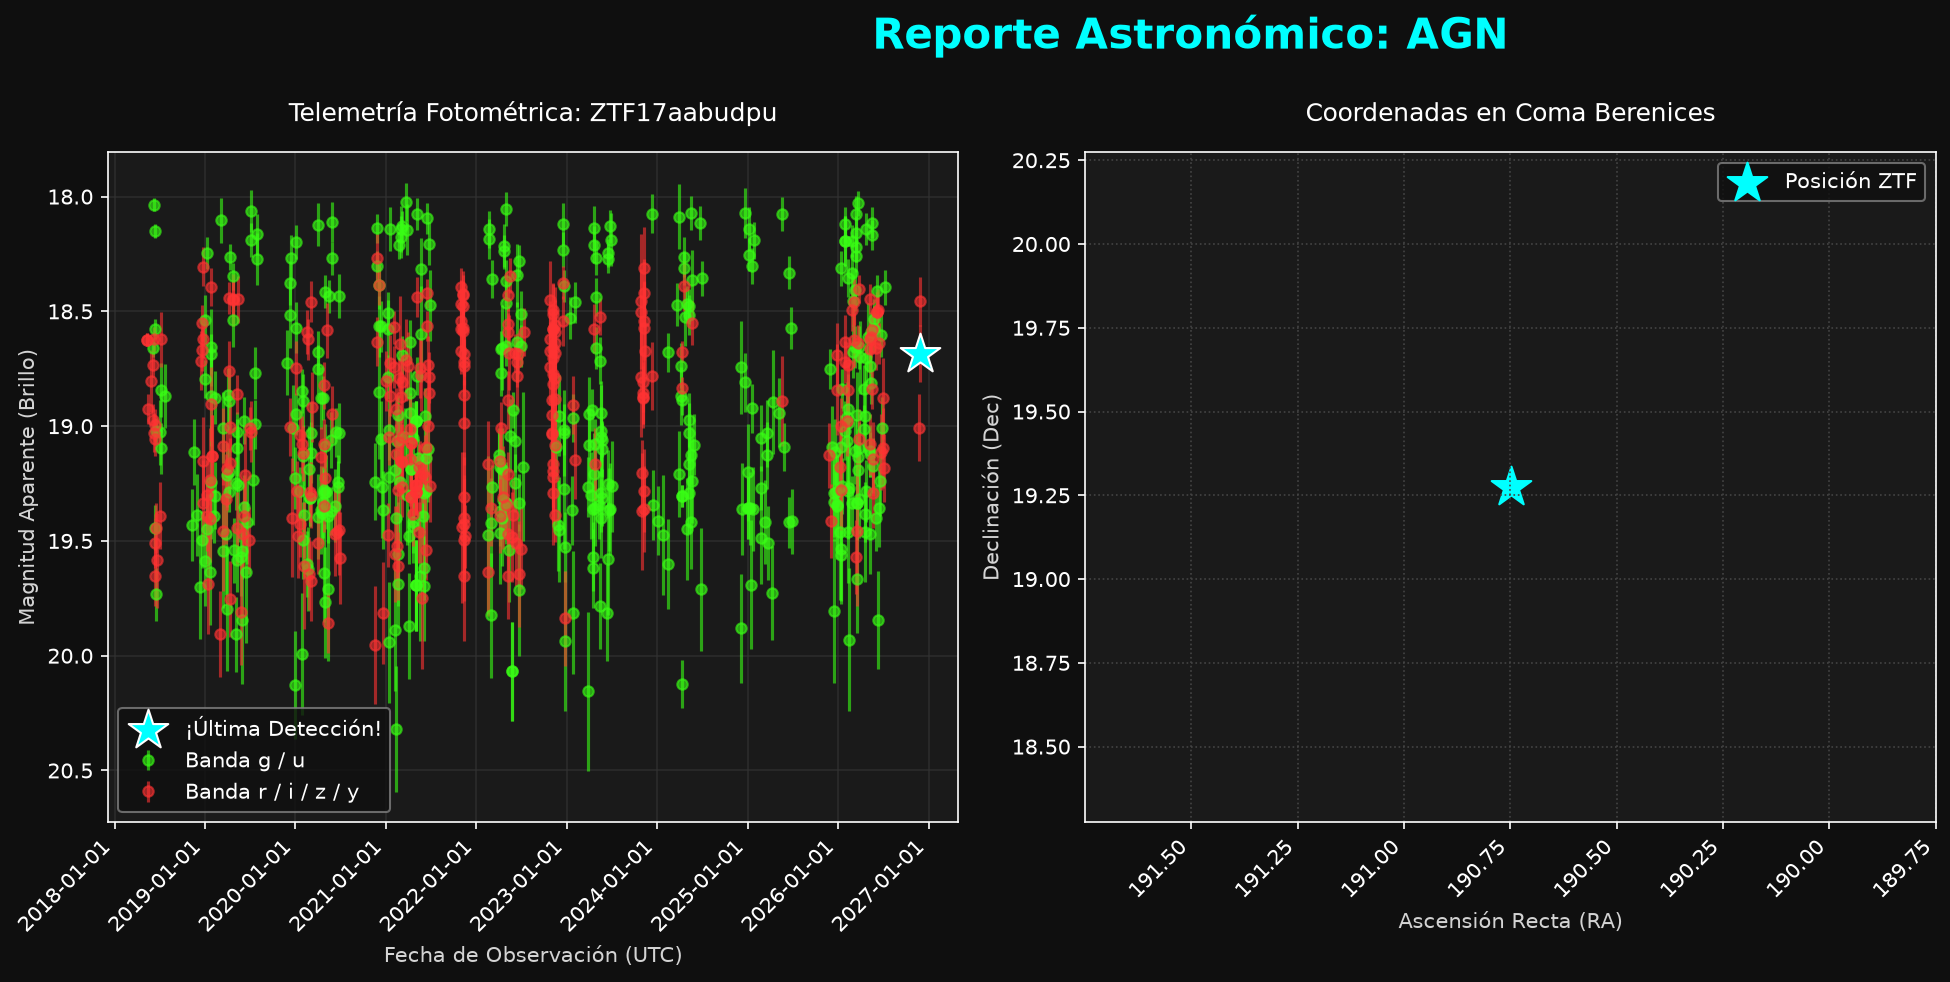 Reporte Astronómico: AGN
Telemetría Fotométrica: ZTF17aabudpu
Magnitud Aparente (Brillo)
18.0
18.5
19.0
19.5
20.0
20.5
¡Última Detección!
Banda g / u
Banda r / i / z / y
2018-01-01
2019-01-01
2020-01-01
2021-01-01
2022-01-01
2023-01-01
2024-01-01
2025-01-01
2026-01-01
2027-01-01
Fecha de Observación (UTC)
Coordenadas en Coma Berenices
Declinación (Dec)
20.25
20.00
19.75
19.50
19.25
19.00
18.75
18.50
Posición ZTF
191.50
191.25
191.00
190.75
190.50
190.25
190.00
189.75
Ascensión Recta (RA)